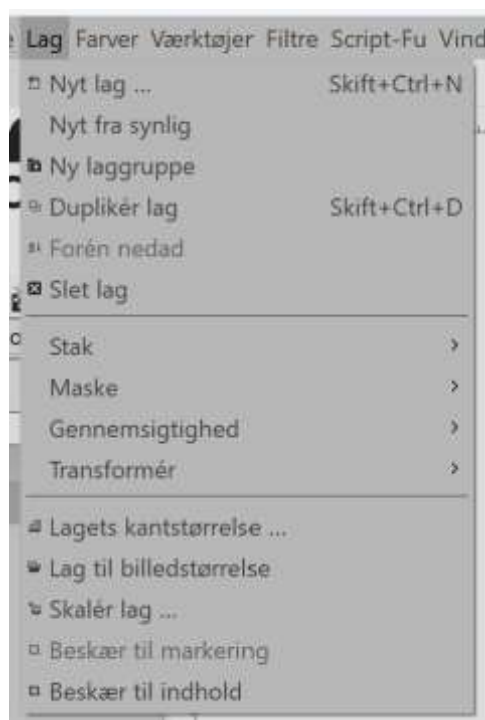 Lag Farver Værktøjer Filtre Script-Fu
Nyt lag ... Skift+Ctrl+N
Nyt fra synlig
Ny laggruppe
Duplikér lag Skift+Ctrl+D
Forén nedad
Slet lag
Stak
Maske
Gennemsigtighed
Transformér
Lagets kantstørrelse ...
Lag til billedstørrelse
Skalér lag ...
Beskær til markering
Beskær til indhold